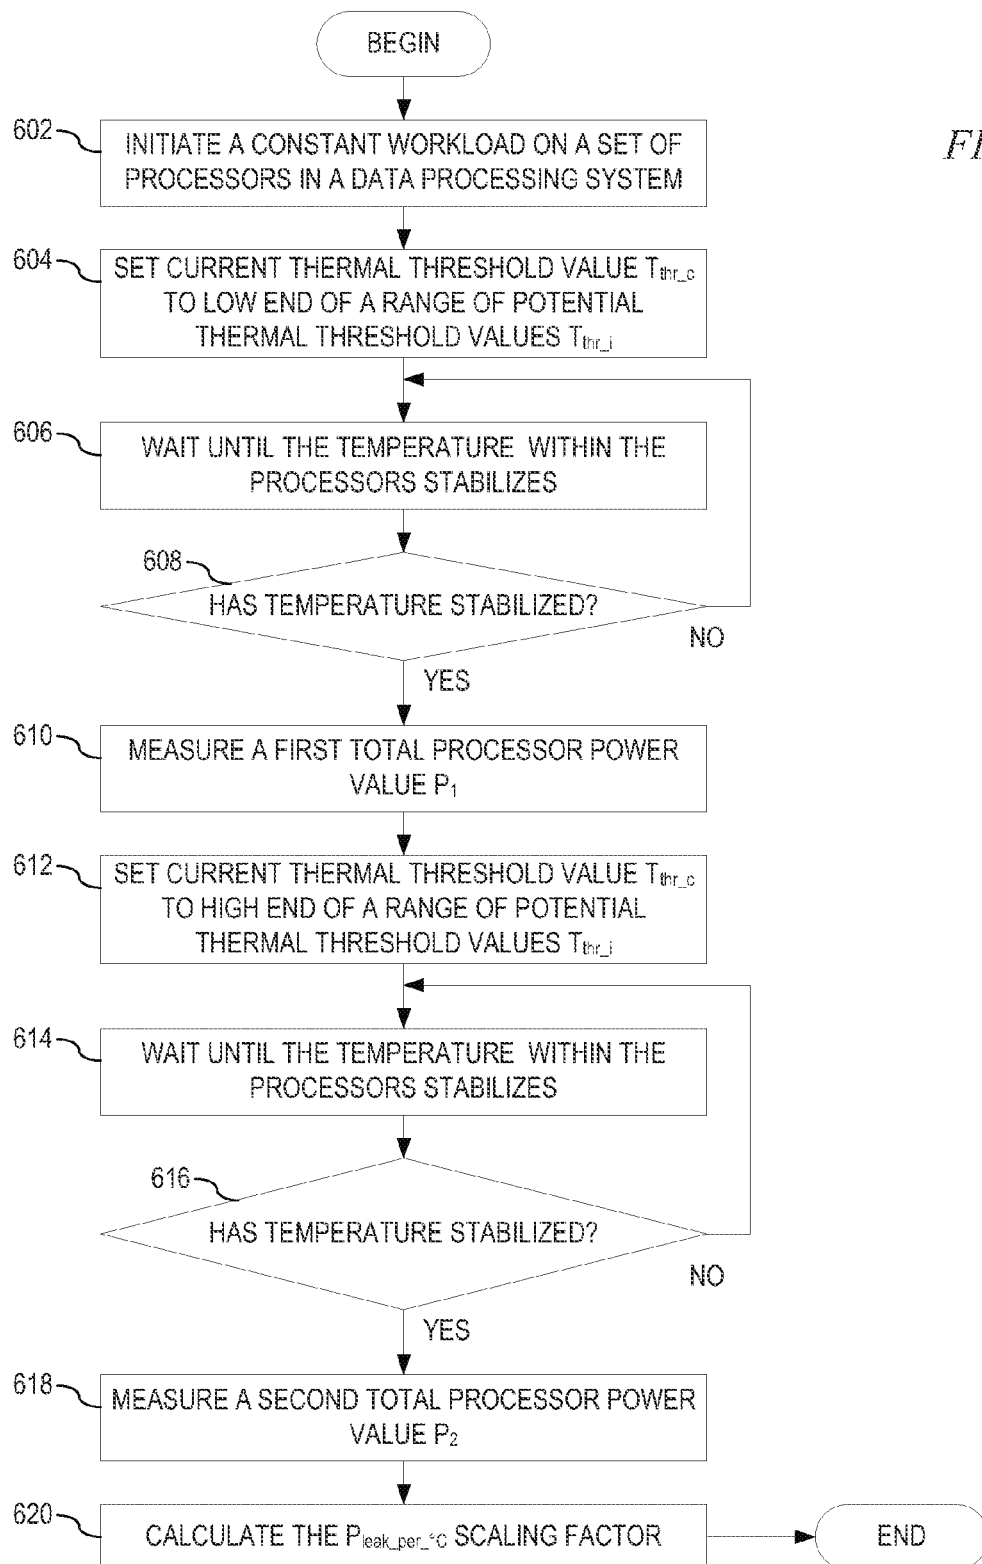 BEGIN
FI
602
INITIATE A CONSTANT WORKLOAD ON A SET OF
PROCESSORS IN A DATA PROCESSING SYSTEM
604
SET CURRENT THERMAL THRESHOLD VALUE Tthr_c
TO LOW END OF A RANGE OF POTENTIAL
THERMAL THRESHOLD VALUES Tthr_i
606
WAIT UNTIL THE TEMPERATURE WITHIN THE
PROCESSORS STABILIZES
608
HAS TEMPERATURE STABILIZED?
NO
YES
610
MEASURE A FIRST TOTAL PROCESSOR POWER
VALUE P1
612
SET CURRENT THERMAL THRESHOLD VALUE Tthr_c
TO HIGH END OF A RANGE OF POTENTIAL
THERMAL THRESHOLD VALUES Tthr_i
614
WAIT UNTIL THE TEMPERATURE WITHIN THE
PROCESSORS STABILIZES
616
HAS TEMPERATURE STABILIZED?
NO
YES
618
MEASURE A SECOND TOTAL PROCESSOR POWER
VALUE P2
620
CALCULATE THE Pleak_per_°C SCALING FACTOR
END